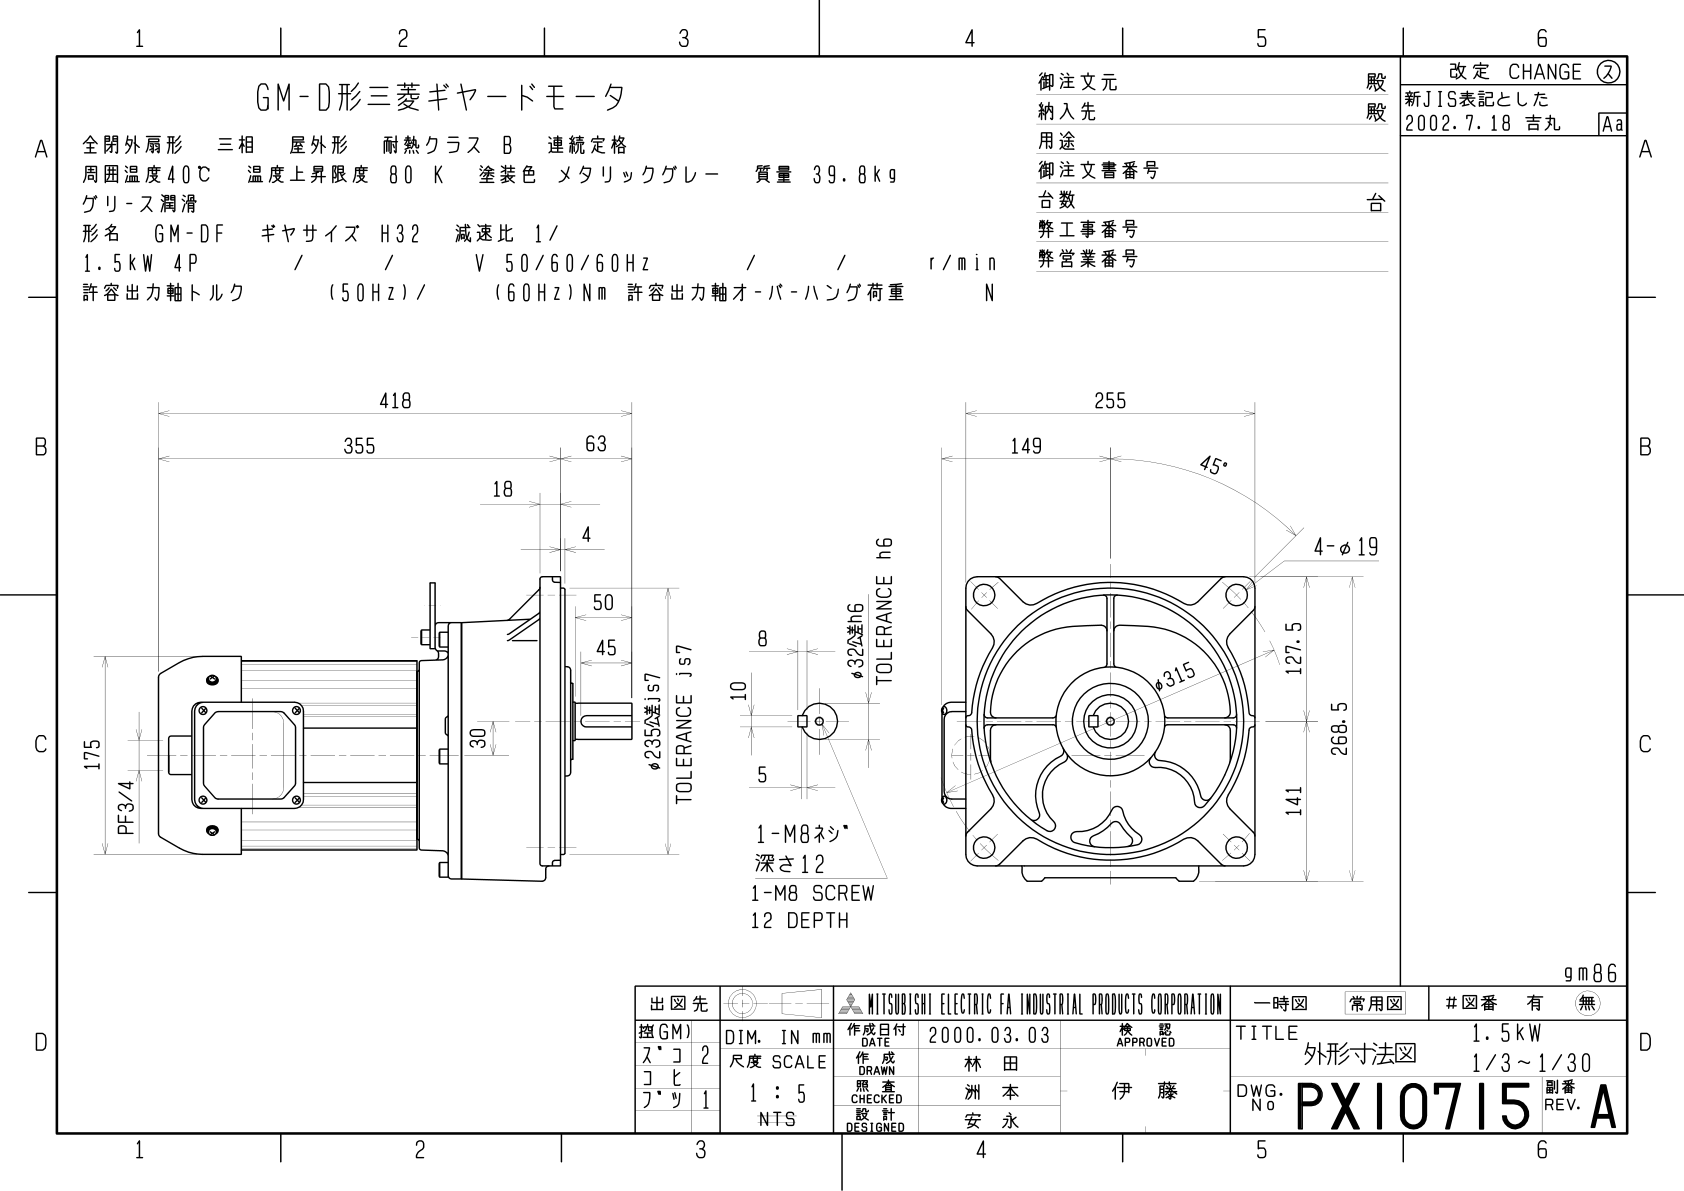 1 2 3 4 5 6
改定 CHANGE ス
新JIS表記とした
2002.7.18 吉丸 Aa
GM-D形三菱ギヤードモータ
全閉外扇形 三相 屋外形 耐熱クラス B 連続定格
周囲温度40℃ 温度上昇限度 80 K 塗装色 メタリックグレー 質量 39.8kg
グリ-ス潤滑
形名 GM-DF ギヤサイズ H32 減速比 1/
1.5kW 4P / / V 50/60/60Hz / / r/min
許容出力軸トルク (50Hz)/ (60Hz)Nm 許容出力軸オ-バ-ハング荷重 N
御注文元 殿
納入先 殿
用途
御注文書番号
台数 台
弊工事番号
弊営業番号
A A
B B
C C
D D
418
355 63
18
4
50
45
30
175
PF3/4
φ235公差js7
TOLERANCE js7
8
10
5
φ32公差h6
TOLERANCE h6
1-M8ネジ
深さ12
1-M8 SCREW
12 DEPTH
255
149
45°
4-φ19
φ315
127.5
268.5
141
gm86
出図先
控(GM)
ズコ 2
コヒ
ブツ 1
DIM. IN mm
尺度 SCALE
1 : 5
NTS
MITSUBISHI ELECTRIC FA INDUSTRIAL PRODUCTS CORPORATION
作成日付 DATE 2000.03.03
作成 DRAWN 林田
照査 CHECKED 洲本
設計 DESIGNED 安永
検認 APPROVED
伊藤
一時図 常用図 #図番 有 無
TITLE 外形寸法図
1.5kW
1/3~1/30
DWG. No PX10715 副番 REV. A
1 2 3 4 5 6